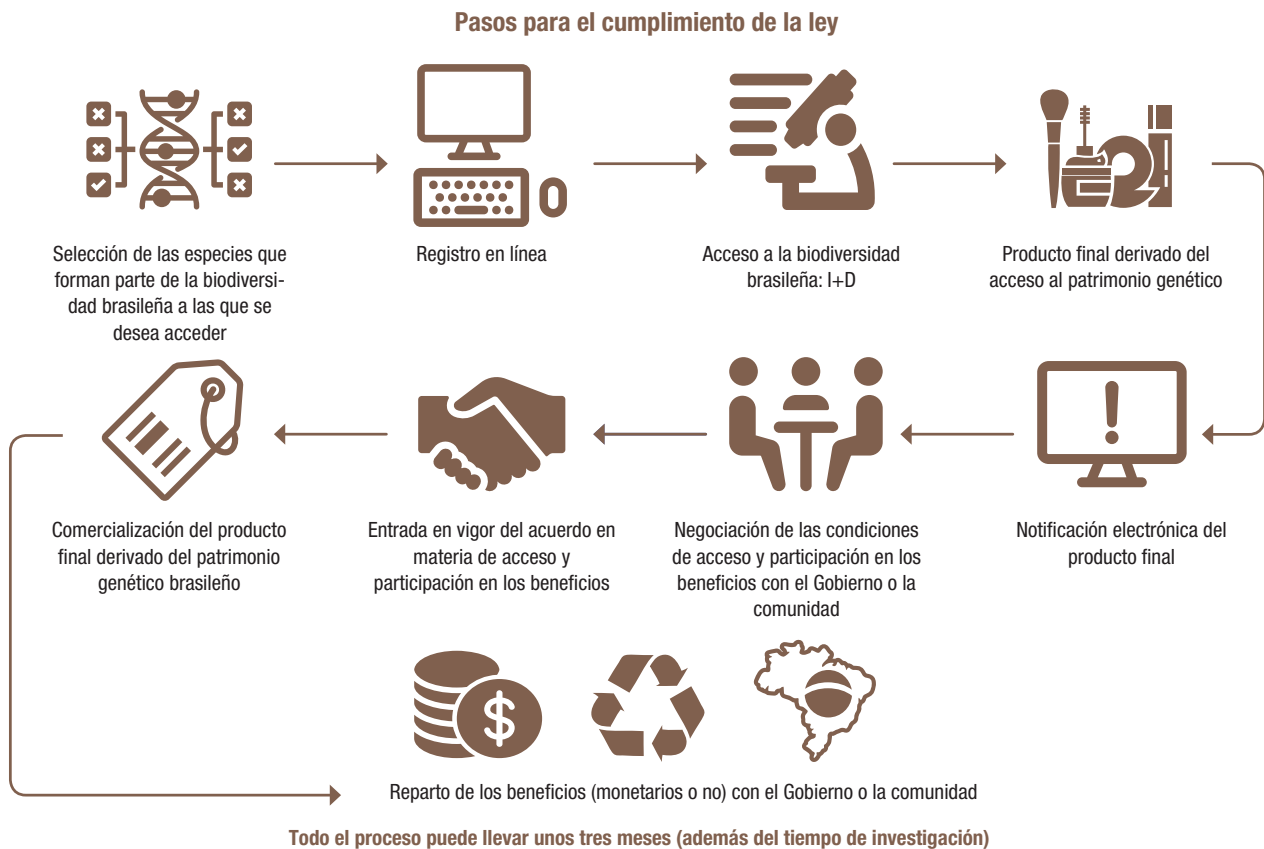 Pasos para el cumplimiento de la ley
Selección de las especies que
forman parte de la biodiversi-
dad brasileña a las que se
desea acceder
Registro en línea
Acceso a la biodiversidad
brasileña: I+D
Producto final derivado del
acceso al patrimonio genético
Notificación electrónica del
producto final
Negociación de las condiciones
de acceso y participación en los
beneficios con el Gobierno o la
comunidad
Entrada en vigor del acuerdo en
materia de acceso y
participación en los beneficios
Comercialización del producto
final derivado del patrimonio
genético brasileño
$
Reparto de los beneficios (monetarios o no) con el Gobierno o la comunidad
Todo el proceso puede llevar unos tres meses (además del tiempo de investigación)